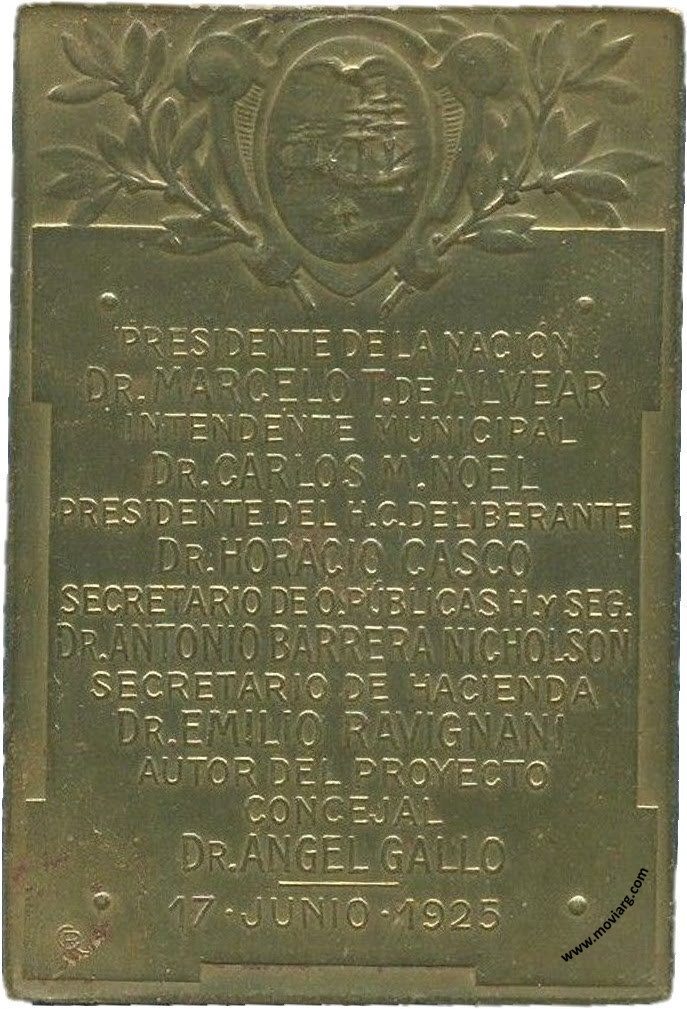 PRESIDENTE DE LA NACIÓN
DR. MARCELO T. DE ALVEAR
INTENDENTE MUNICIPAL
DR. CARLOS M. NOEL
PRESIDENTE DEL H.C. DELIBERANTE
DR. HORACIO CASCO
SECRETARIO DE O. PÚBLICAS H. Y SEG.
DR. ANTONIO BARRERA NICHOLSON
SECRETARIO DE HACIENDA
DR. EMILIO RAVIGNANI
AUTOR DEL PROYECTO
CONCEJAL
DR. ANGEL GALLO
17 · JUNIO · 1925
www.moviarg.com